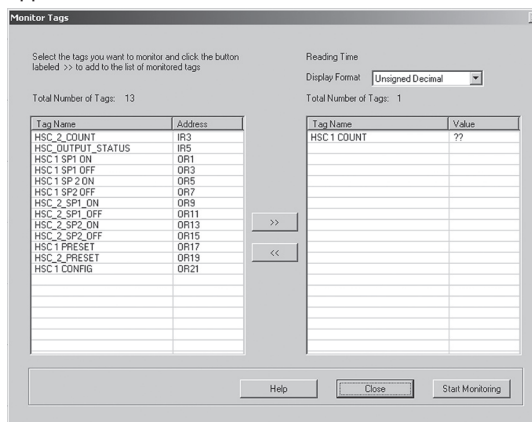 Monitor Tags
Select the tags you want to monitor and click the button
labeled >> to add to the list of monitored tags
Reading Time
Display Format Unsigned Decimal
Total Number of Tags: 13
Total Number of Tags: 1
Tag Name Address
HSC_2_COUNT IR3
HSC_OUTPUT_STATUS IR5
HSC 1 SP1 ON OR1
HSC 1 SP1 OFF OR3
HSC 1 SP 2 ON OR5
HSC 1 SP2 OFF OR7
HSC_2_SP1_ON OR9
HSC_2_SP1_OFF OR11
HSC_2_SP2_ON OR13
HSC_2_SP2_OFF OR15
HSC 1 PRESET OR17
HSC_2_PRESET OR19
HSC 1 CONFIG OR21
>>
<<
Tag Name Value
HSC 1 COUNT ??
Help Close Start Monitoring